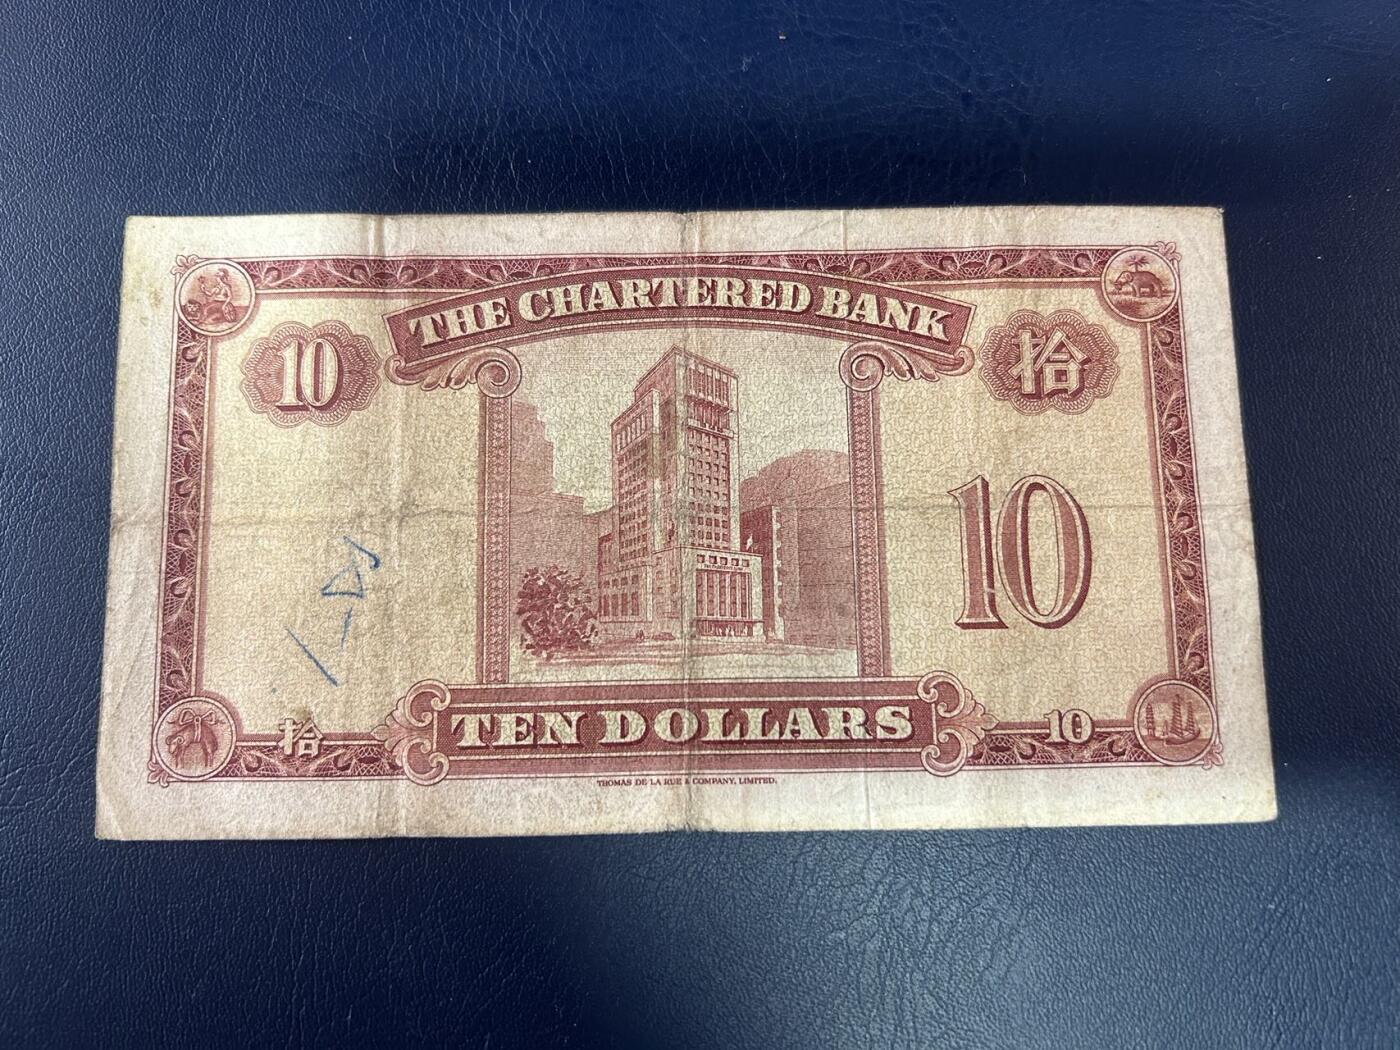 THE CHARTERED BANK
10
拾
10
TEN DOLLARS
拾
10
THOMAS DE LA RUE & COMPANY, LIMITED.